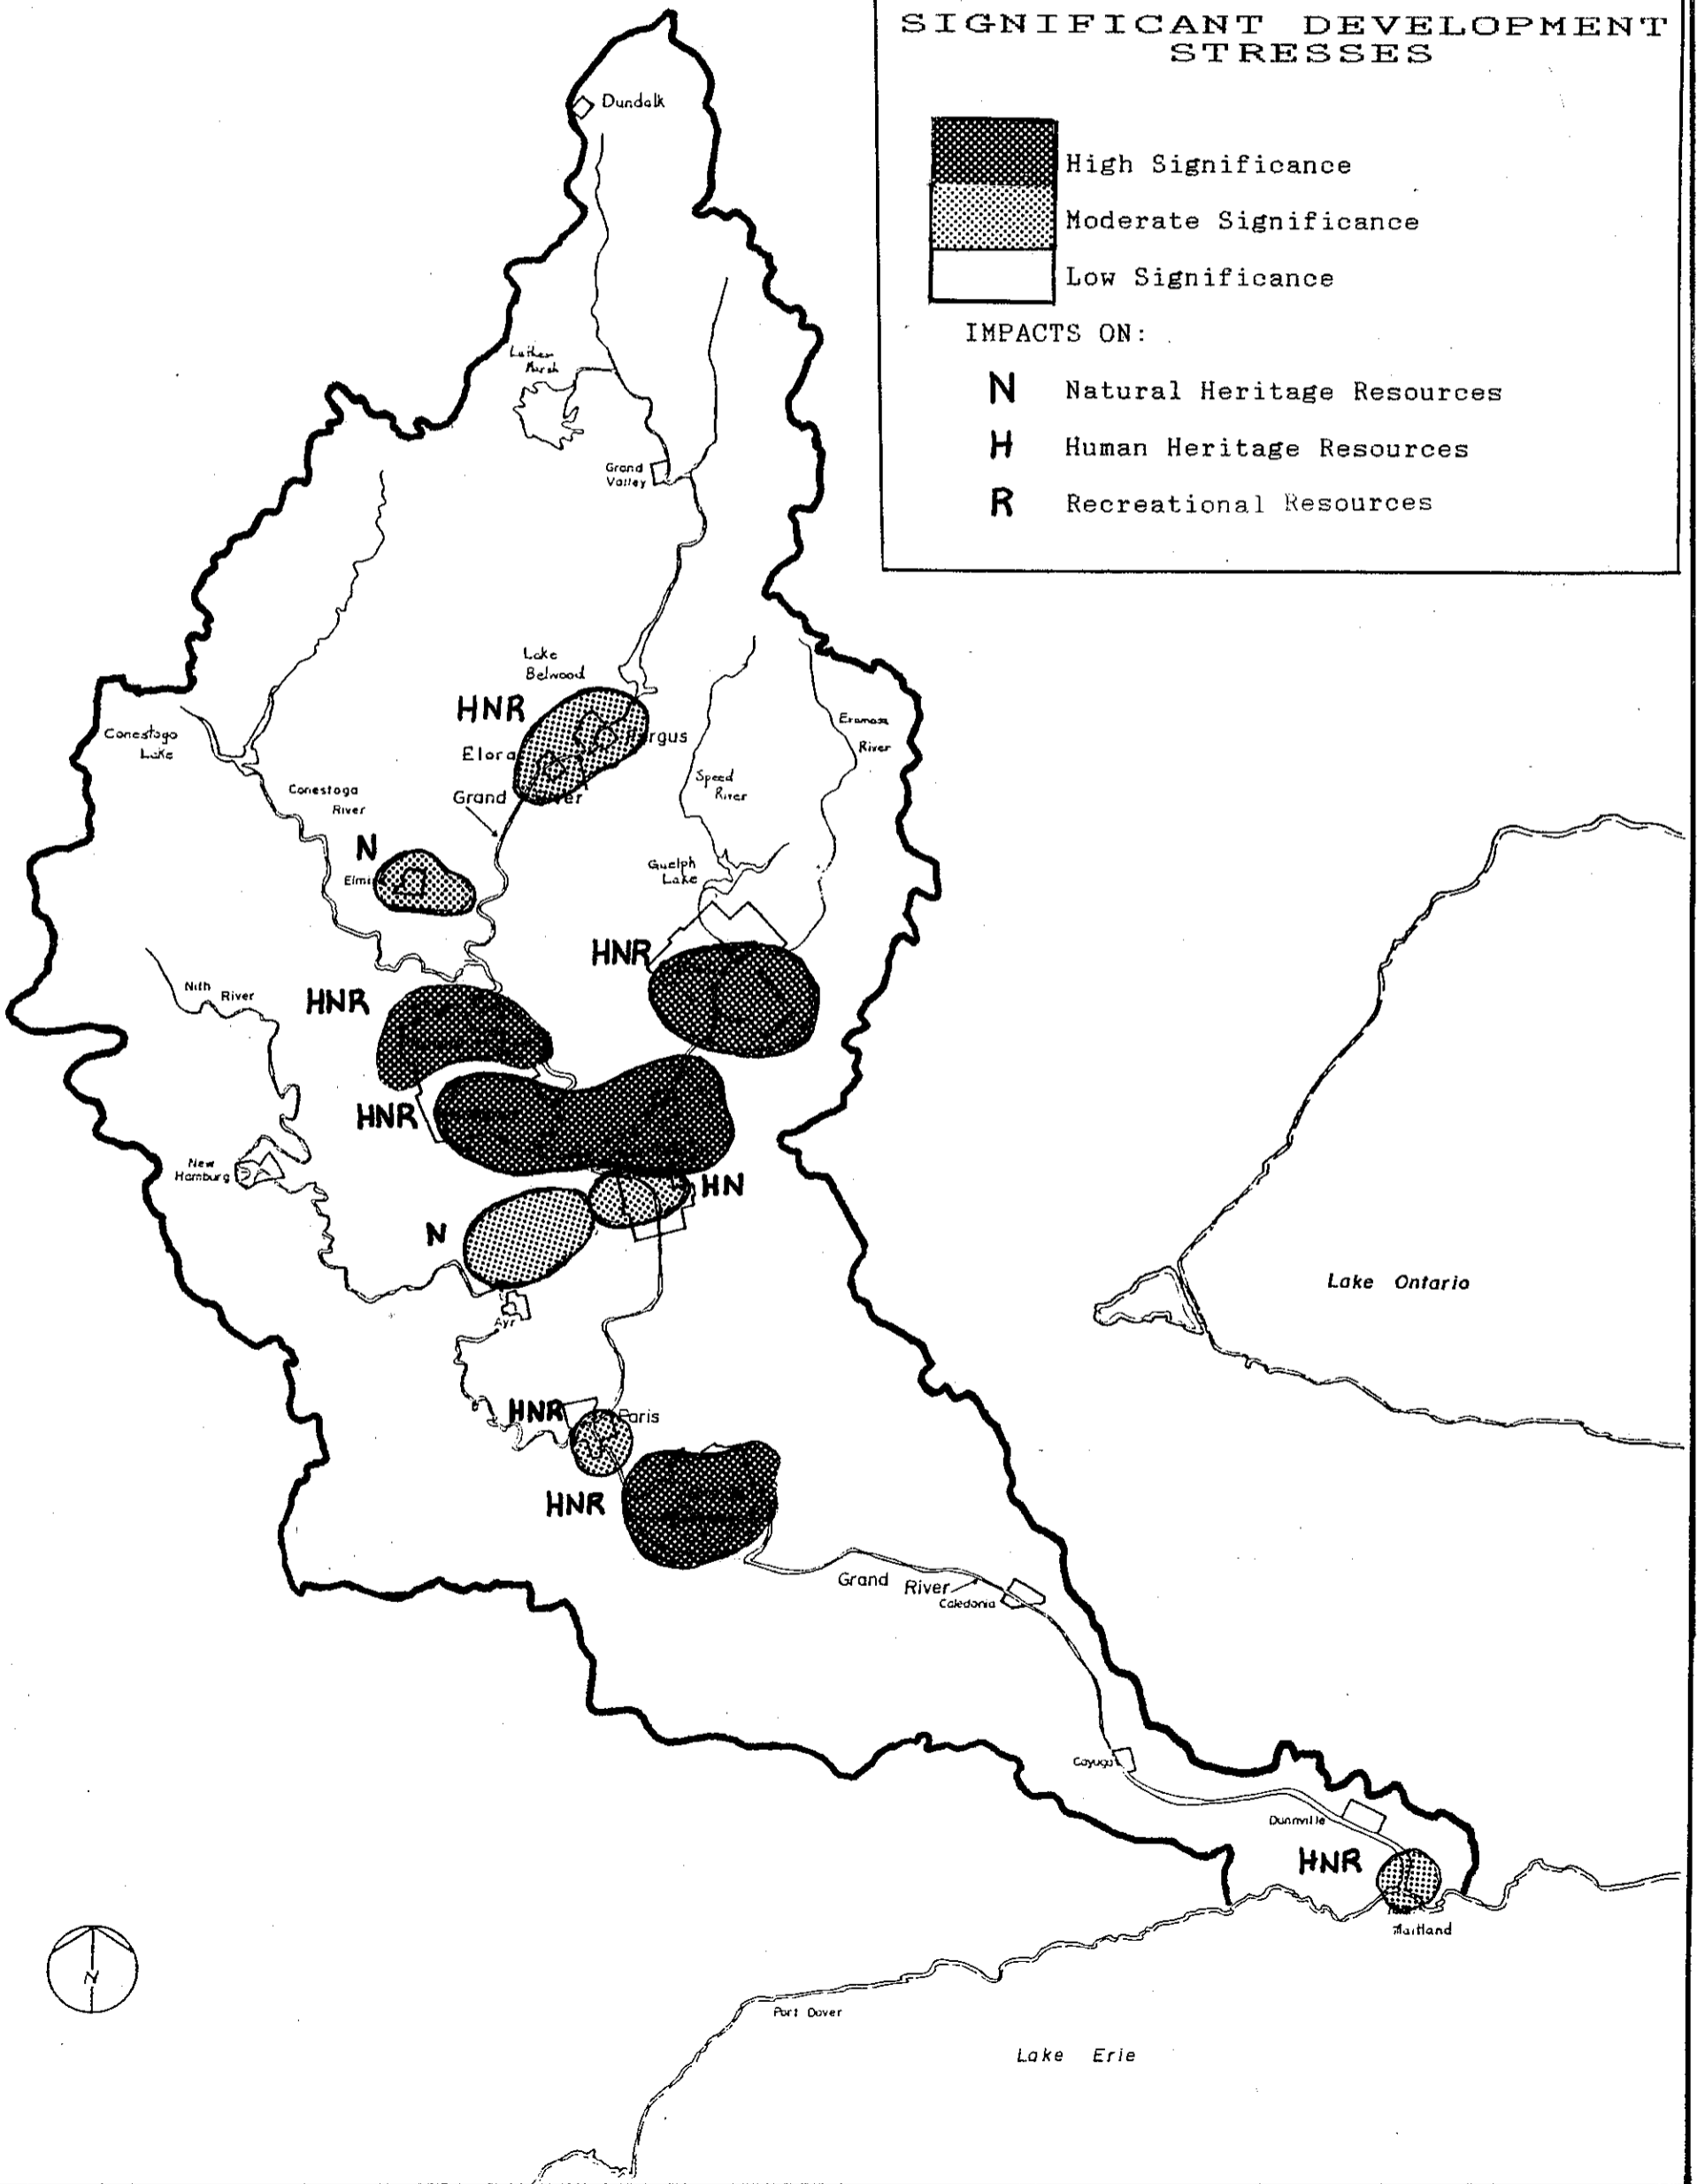 SIGNIFICANT DEVELOPMENT
STRESSES
High Significance
Moderate Significance
Low Significance
IMPACTS ON:
N Natural Heritage Resources
H Human Heritage Resources
R Recreational Resources
Dundalk
Luther
Marsh
Grand
Valley
Lake
Belwood
HNR
Elora
Grand
Conestogo
Lake
Conestoga
River
Speed
River
Eramosa
River
N
Guelph
Lake
HNR
Nith River
HNR
HNR
New
Hamburg
HN
N
Ayr
HNR
Paris
HNR
Grand River
Caledonia
Lake Ontario
Cayuga
Dunnville
HNR
Maitland
N
Port Dover
Lake Erie